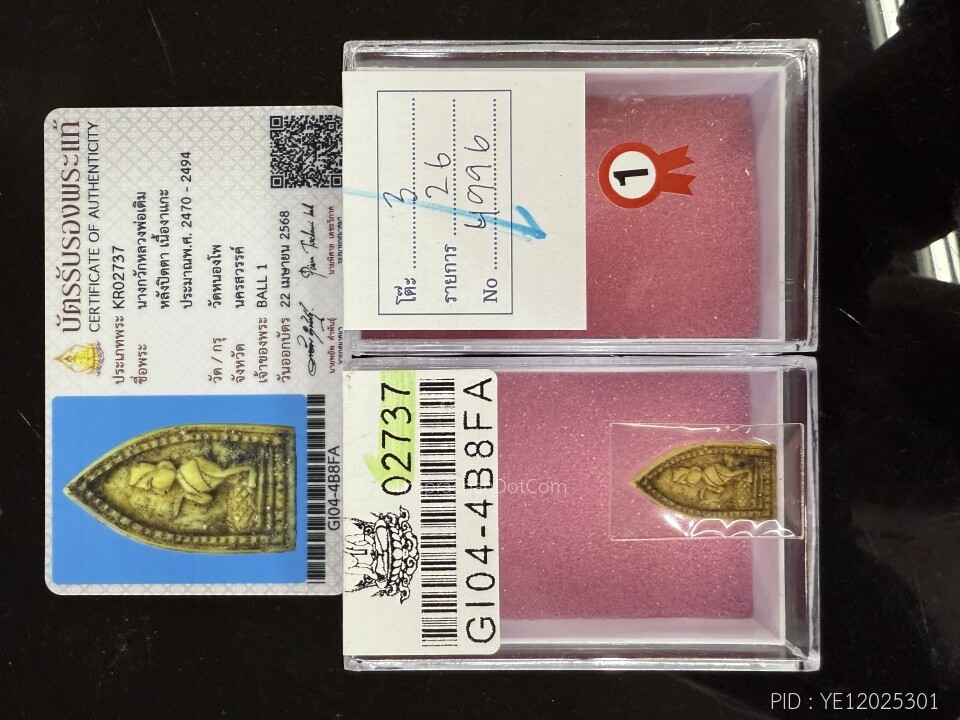 บัตรรับรองพระแท้
CERTIFICATE OF AUTHENTICITY
ประเภทพระ KR02737
ชื่อพระ นางกวักหลวงพ่อเดิม
หลังปิดตา เนื้องาแกะ
ประมาณพ.ศ. 2470 - 2494
วัด / กรุ วัดหนองโพ
จังหวัด นครสวรรค์
เจ้าของพระ BALL 1
วันออกบัตร 22 เมษายน 2568
GI04-4B8FA
โต๊ะ 3
รายการ 26
No 4996
1
02737
GI04-4B8FA
DotCom
PID : YE12025301